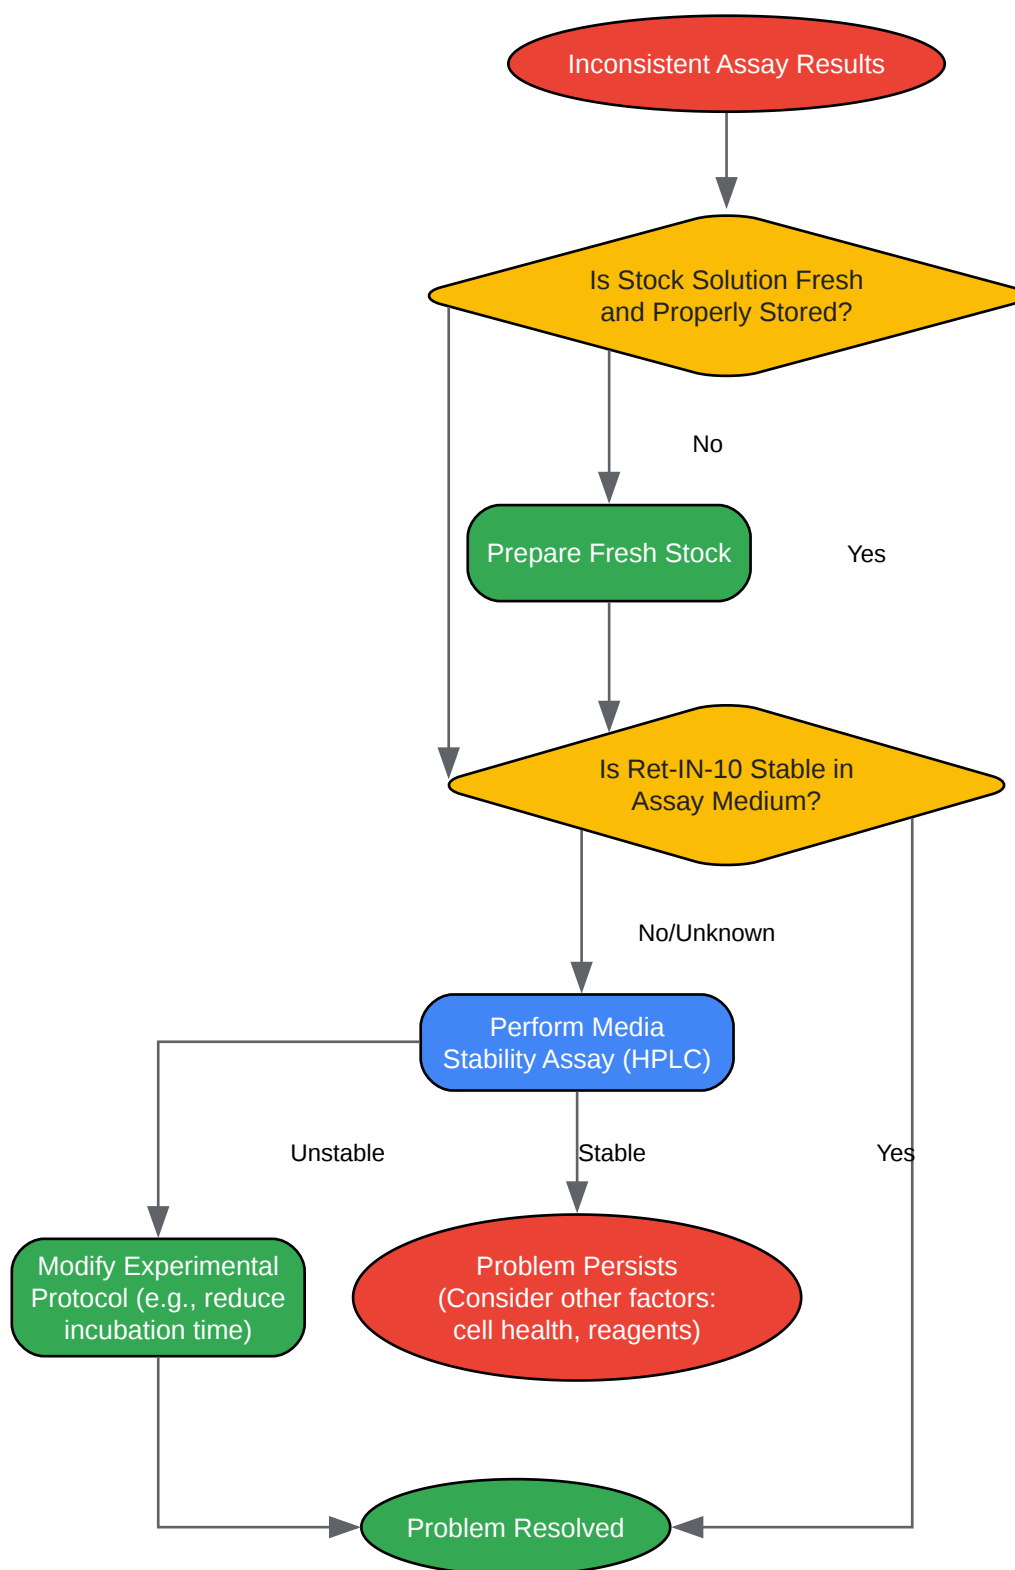 Inconsistent Assay Results
Is Stock Solution Fresh
and Properly Stored?
No
Prepare Fresh Stock
Yes
Is Ret-IN-10 Stable in
Assay Medium?
No/Unknown
Perform Media
Stability Assay (HPLC)
Unstable
Stable
Yes
Modify Experimental
Protocol (e.g., reduce
incubation time)
Problem Persists
(Consider other factors:
cell health, reagents)
Problem Resolved